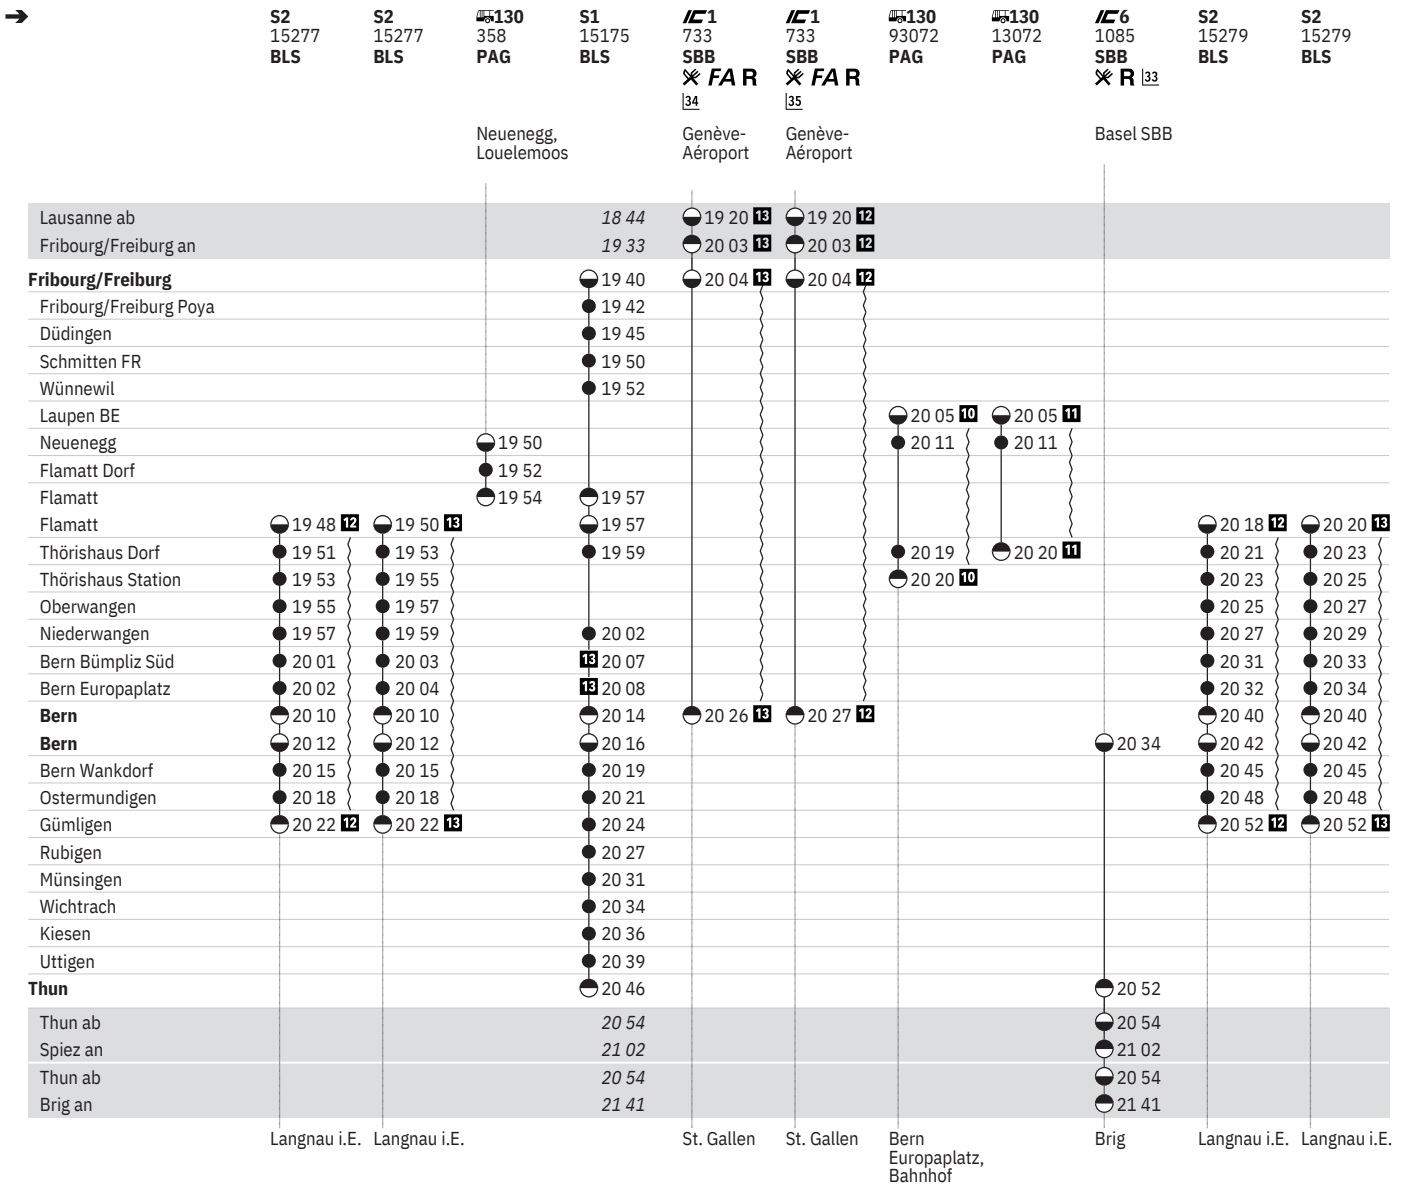 ➔ S2 S2 130 S1 IC1 IC1 130 130 IC6 S2 S2
15277 15277 358 15175 733 733 93072 13072 1085 15279 15279
BLS BLS PAG BLS SBB SBB PAG PAG SBB BLS BLS
FA R FA R R 33
34 35
Neuenegg, Genève- Genève- Basel SBB
Louelemoos Aéroport Aéroport
Lausanne ab 18 44 19 20 13 19 20 12
Fribourg/Freiburg an 19 33 20 03 13 20 03 12
Fribourg/Freiburg 19 40 20 04 13 20 04 12
Fribourg/Freiburg Poya 19 42
Düdingen 19 45
Schmitten FR 19 50
Wünnewil 19 52
Laupen BE 20 05 10 20 05 11
Neuenegg 19 50 20 11 20 11
Flamatt Dorf 19 52
Flamatt 19 54 19 57
Flamatt 19 48 12 19 50 13 19 57 20 18 12 20 20 13
Thörishaus Dorf 19 51 19 53 19 59 20 19 20 20 11 20 21 20 23
Thörishaus Station 19 53 19 55 20 20 10 20 23 20 25
Oberwangen 19 55 19 57 20 25 20 27
Niederwangen 19 57 19 59 20 02 20 27 20 29
Bern Bümpliz Süd 20 01 20 03 13 20 07 20 31 20 33
Bern Europaplatz 20 02 20 04 13 20 08 20 32 20 34
Bern 20 10 20 10 20 14 20 26 13 20 27 12 20 40 20 40
Bern 20 12 20 12 20 16 20 34 20 42 20 42
Bern Wankdorf 20 15 20 15 20 19 20 45 20 45
Ostermundigen 20 18 20 18 20 21 20 48 20 48
Gümligen 20 22 12 20 22 13 20 24 20 52 12 20 52 13
Rubigen 20 27
Münsingen 20 31
Wichtrach 20 34
Kiesen 20 36
Uttigen 20 39
Thun 20 46 20 52
Thun ab 20 54 20 54
Spiez an 21 02 21 02
Thun ab 20 54 20 54
Brig an 21 41 21 41
Langnau i.E. Langnau i.E. St. Gallen St. Gallen Bern Brig Langnau i.E. Langnau i.E.
Europaplatz,
Bahnhof